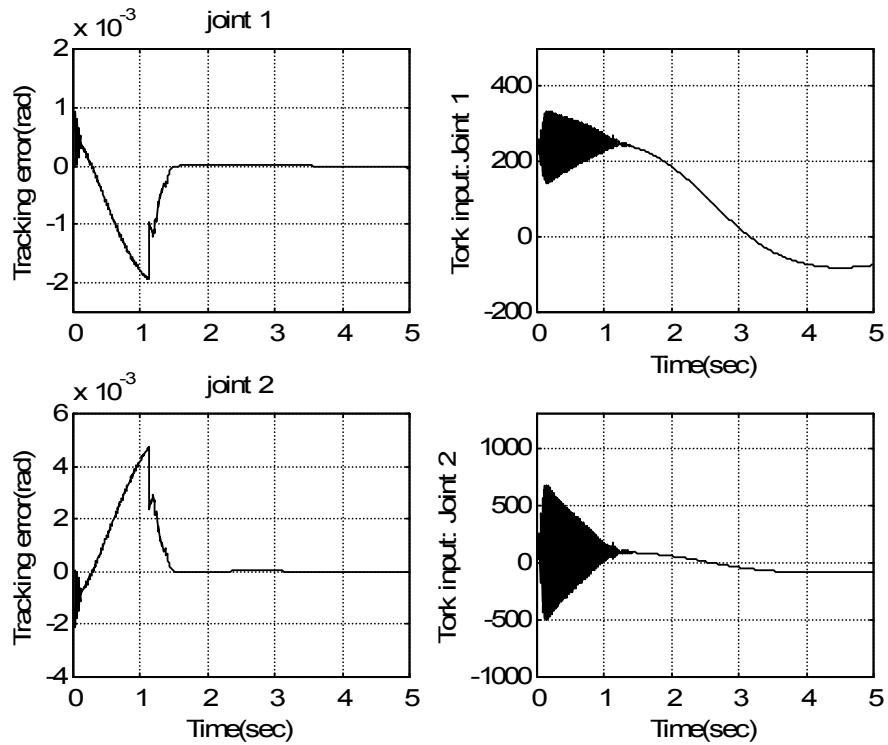 x 10^-3
joint 1
Tracking error(rad)
2
1
0
-1
-2
0 1 2 3 4 5
Tork input:Joint 1
400
200
0
-200
0 1 2 3 4 5
Time(sec)
x 10^-3
joint 2
Tracking error(rad)
6
4
2
0
-2
-4
0 1 2 3 4 5
Time(sec)
Tork input: Joint 2
1000
500
0
-500
-1000
0 1 2 3 4 5
Time(sec)